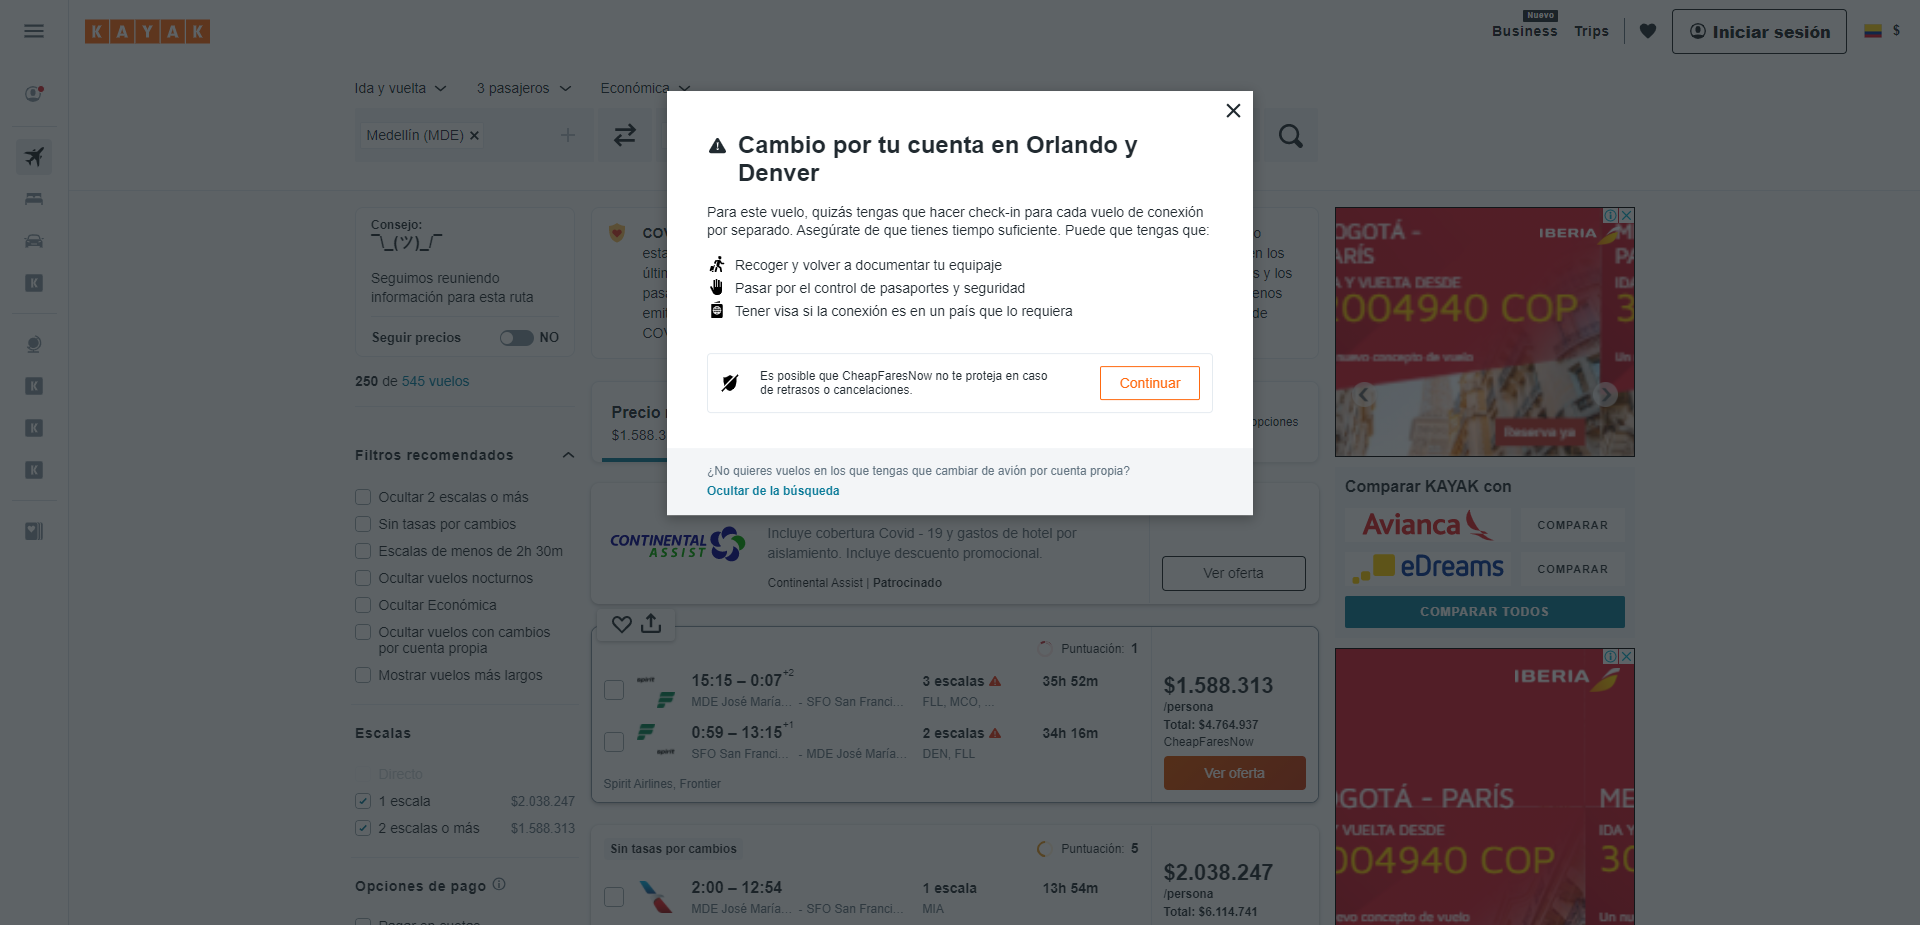 KAYAK
Nuevo
Business
Trips
Iniciar sesión
$
Ida y vuelta
3 pasajeros
Económica
Medellín (MDE)
Cambio por tu cuenta en Orlando y
Denver
Para este vuelo, quizás tengas que hacer check-in para cada vuelo de conexión
por separado. Asegúrate de que tienes tiempo suficiente. Puede que tengas que:
Recoger y volver a documentar tu equipaje
Pasar por el control de pasaportes y seguridad
Tener visa si la conexión es en un país que lo requiera
Es posible que CheapFaresNow no te proteja en caso
de retrasos o cancelaciones.
Continuar
¿No quieres vuelos en los que tengas que cambiar de avión por cuenta propia?
Ocultar de la búsqueda
Consejo:
¯\_(ツ)_/¯
Seguimos reuniendo
información para esta ruta
Seguir precios
NO
250 de 545 vuelos
Filtros recomendados
Ocultar 2 escalas o más
Sin tasas por cambios
Escalas de menos de 2h 30m
Ocultar vuelos nocturnos
Ocultar Económica
Ocultar vuelos con cambios
por cuenta propia
Mostrar vuelos más largos
Escalas
Directo
1 escala $2.038.247
2 escalas o más $1.588.313
Opciones de pago
Pagar en cuotas
Precio
$1.588.3
opciones
CONTINENTAL
ASSIST
Incluye cobertura Covid - 19 y gastos de hotel por
aislamiento. Incluye descuento promocional.
Continental Assist | Patrocinado
Ver oferta
Puntuación: 1
15:15 – 0:07 +2
MDE José María... - SFO San Franci...
3 escalas
FLL, MCO, ...
35h 52m
0:59 – 13:15 +1
SFO San Franci... - MDE José María...
2 escalas
DEN, FLL
34h 16m
Spirit Airlines, Frontier
$1.588.313
/persona
Total: $4.764.937
CheapFaresNow
Ver oferta
Sin tasas por cambios
Puntuación: 5
2:00 – 12:54
MDE José María... - SFO San Franci...
1 escala
MIA
13h 54m
$2.038.247
/persona
Total: $6.114.741
OGOTÁ -
ARÍS
IBERIA
Y VUELTA DESDE
2004940 COP
nuevo concepto de vuelo
Reserva ya
Comparar KAYAK con
Avianca
COMPARAR
eDreams
COMPARAR
COMPARAR TODOS
IBERIA
OGOTÁ - PARÍS
Y VUELTA DESDE
004940 COP
evo concepto de vuelo